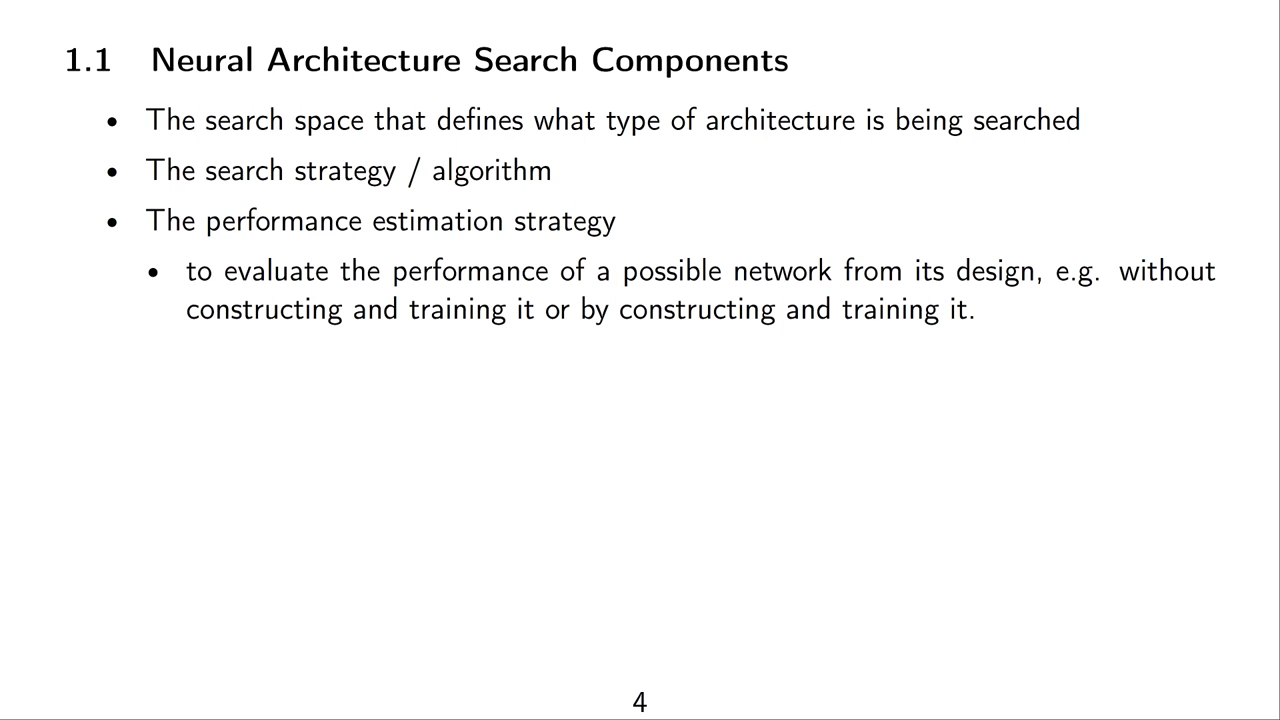 1.1 Neural Architecture Search Components
• The search space that defines what type of architecture is being searched
• The search strategy / algorithm
• The performance estimation strategy
• to evaluate the performance of a possible network from its design, e.g. without
constructing and training it or by constructing and training it.
4